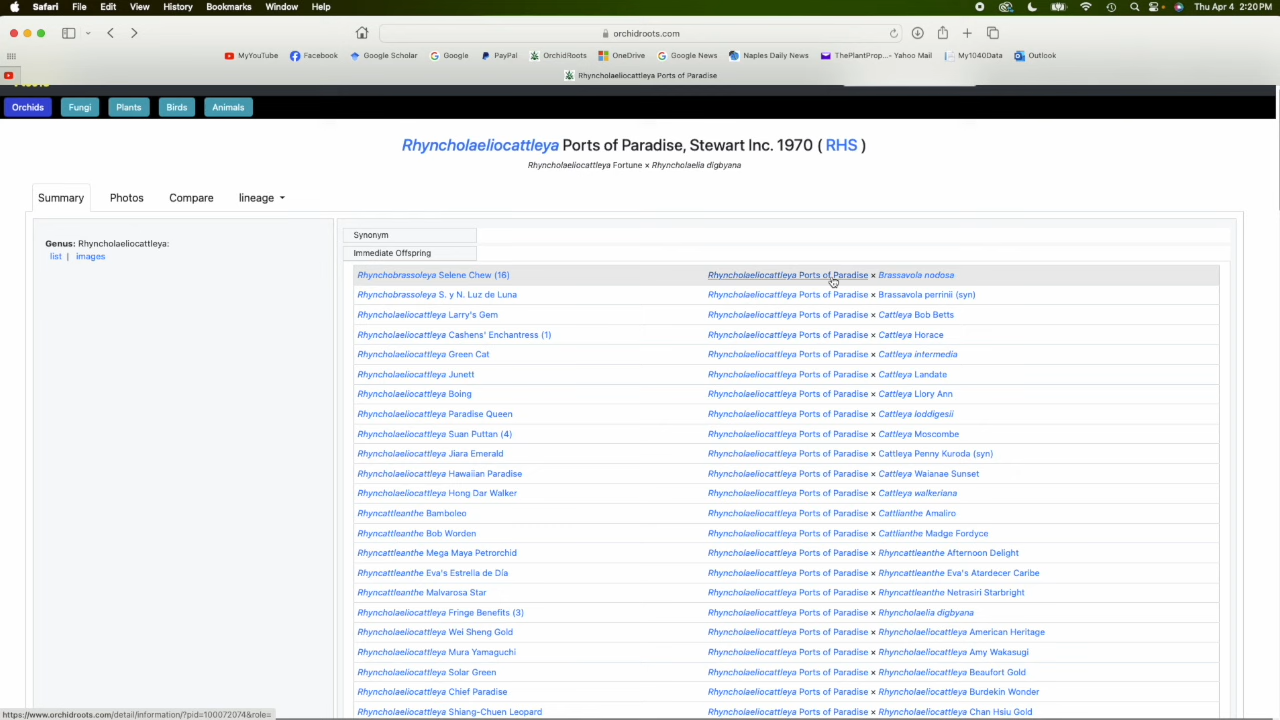 Safari File Edit View History Bookmarks Window Help Thu Apr 4 2:20 PM
orchidroots.com
MyYouTube Facebook Google Scholar Google PayPal OrchidRoots OneDrive Google News Naples Daily News ThePlantProp...- Yahoo Mail My1040Data Outlook
Rhyncholaeliocattleya Ports of Paradise
Orchids Fungi Plants Birds Animals
Rhyncholaeliocattleya Ports of Paradise, Stewart Inc. 1970 ( RHS )
Rhyncholaeliocattleya Fortune × Rhyncholaelia digbyana
Summary Photos Compare lineage
Genus: Rhyncholaeliocattleya:
list | images
Synonym
Immediate Offspring
Rhynchobrassoleya Selene Chew (16) Rhyncholaeliocattleya Ports of Paradise × Brassavola nodosa
Rhynchobrassoleya S. y N. Luz de Luna Rhyncholaeliocattleya Ports of Paradise × Brassavola perrinii (syn)
Rhyncholaeliocattleya Larry's Gem Rhyncholaeliocattleya Ports of Paradise × Cattleya Bob Betts
Rhyncholaeliocattleya Cashens' Enchantress (1) Rhyncholaeliocattleya Ports of Paradise × Cattleya Horace
Rhyncholaeliocattleya Green Cat Rhyncholaeliocattleya Ports of Paradise × Cattleya intermedia
Rhyncholaeliocattleya Junett Rhyncholaeliocattleya Ports of Paradise × Cattleya Landate
Rhyncholaeliocattleya Boing Rhyncholaeliocattleya Ports of Paradise × Cattleya Llory Ann
Rhyncholaeliocattleya Paradise Queen Rhyncholaeliocattleya Ports of Paradise × Cattleya loddigesii
Rhyncholaeliocattleya Suan Puttan (4) Rhyncholaeliocattleya Ports of Paradise × Cattleya Moscombe
Rhyncholaeliocattleya Jiara Emerald Rhyncholaeliocattleya Ports of Paradise × Cattleya Penny Kuroda (syn)
Rhyncholaeliocattleya Hawaiian Paradise Rhyncholaeliocattleya Ports of Paradise × Cattleya Waianae Sunset
Rhyncholaeliocattleya Hong Dar Walker Rhyncholaeliocattleya Ports of Paradise × Cattleya walkeriana
Rhyncattleanthe Bamboleo Rhyncholaeliocattleya Ports of Paradise × Cattlianthe Amaliro
Rhyncattleanthe Bob Worden Rhyncholaeliocattleya Ports of Paradise × Cattlianthe Madge Fordyce
Rhyncattleanthe Mega Maya Petrorchid Rhyncholaeliocattleya Ports of Paradise × Rhyncattleanthe Afternoon Delight
Rhyncattleanthe Eva's Estrella de Día Rhyncholaeliocattleya Ports of Paradise × Rhyncattleanthe Eva's Atardecer Caribe
Rhyncattleanthe Malvarosa Star Rhyncholaeliocattleya Ports of Paradise × Rhyncattleanthe Netrasiri Starbright
Rhyncholaeliocattleya Fringe Benefits (3) Rhyncholaeliocattleya Ports of Paradise × Rhyncholaelia digbyana
Rhyncholaeliocattleya Wei Sheng Gold Rhyncholaeliocattleya Ports of Paradise × Rhyncholaeliocattleya American Heritage
Rhyncholaeliocattleya Mura Yamaguchi Rhyncholaeliocattleya Ports of Paradise × Rhyncholaeliocattleya Amy Wakasugi
Rhyncholaeliocattleya Solar Green Rhyncholaeliocattleya Ports of Paradise × Rhyncholaeliocattleya Beaufort Gold
Rhyncholaeliocattleya Chief Paradise Rhyncholaeliocattleya Ports of Paradise × Rhyncholaeliocattleya Burdekin Wonder
Rhyncholaeliocattleya Shiang-Chuen Leopard Rhyncholaeliocattleya Ports of Paradise × Rhyncholaeliocattleya Chan Hsiu Gold
https://www.orchidroots.com/detail/information/?pid=100072074&role=